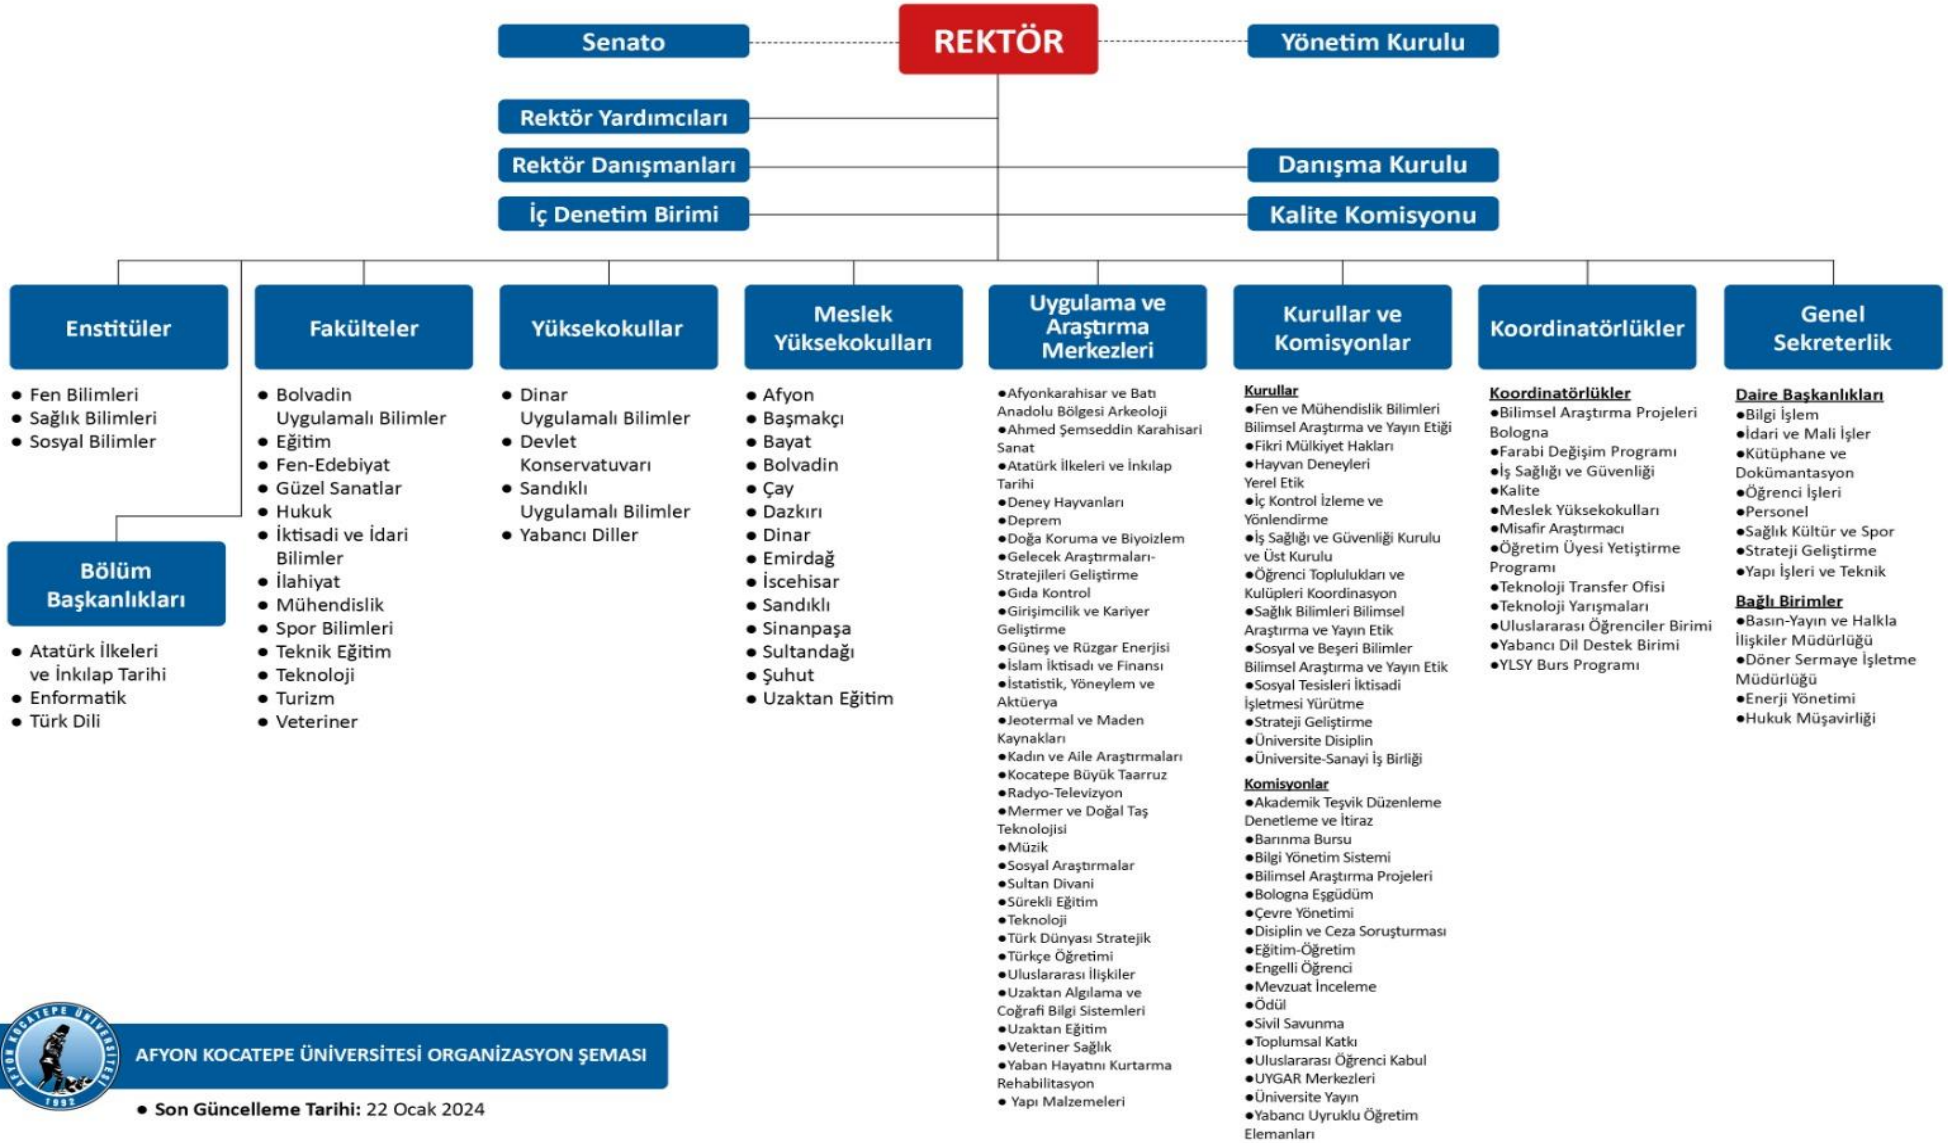 Senato
REKTÖR
Yönetim Kurulu
Rektör Yardımcıları
Rektör Danışmanları
Danışma Kurulu
İç Denetim Birimi
Kalite Komisyonu
Enstitüler
● Fen Bilimleri
● Sağlık Bilimleri
● Sosyal Bilimler
Bölüm
Başkanlıkları
● Atatürk İlkeleri
ve İnkılap Tarihi
● Enformatik
● Türk Dili
Fakülteler
● Bolvadin
Uygulamalı Bilimler
● Eğitim
● Fen-Edebiyat
● Güzel Sanatlar
● Hukuk
● İktisadi ve İdari
Bilimler
● İlahiyat
● Mühendislik
● Spor Bilimleri
● Teknik Eğitim
● Teknoloji
● Turizm
● Veteriner
Yüksekokullar
● Dinar
Uygulamalı Bilimler
● Devlet
Konservatuvarı
● Sandıklı
Uygulamalı Bilimler
● Yabancı Diller
Meslek
Yüksekokulları
● Afyon
● Başmakçı
● Bayat
● Bolvadin
● Çay
● Dazkırı
● Dinar
● Emirdağ
● İscehisar
● Sandıklı
● Sinanpaşa
● Sultandağı
● Şuhut
● Uzaktan Eğitim
Uygulama ve
Araştırma
Merkezleri
●Afyonkarahisar ve Batı
Anadolu Bölgesi Arkeoloji
●Ahmed Şemseddin Karahisari
Sanat
●Atatürk İlkeleri ve İnkılap
Tarihi
●Deney Hayvanları
●Deprem
●Doğa Koruma ve Biyoizlem
●Gelecek Araştırmaları-
Stratejileri Geliştirme
●Gıda Kontrol
●Girişimcilik ve Kariyer
Geliştirme
●Güneş ve Rüzgar Enerjisi
●İslam İktisadı ve Finansı
●İstatistik, Yöneylem ve
Aktüerya
●Jeotermal ve Maden
Kaynakları
●Kadın ve Aile Araştırmaları
●Kocatepe Büyük Taarruz
●Radyo-Televizyon
●Mermer ve Doğal Taş
Teknolojisi
●Müzik
●Sosyal Araştırmalar
●Sultan Divani
●Sürekli Eğitim
●Teknoloji
●Türk Dünyası Stratejik
●Türkçe Öğretimi
●Uluslararası İlişkiler
●Uzaktan Algılama ve
Coğrafi Bilgi Sistemleri
●Uzaktan Eğitim
●Veteriner Sağlık
●Yaban Hayatını Kurtarma
Rehabilitasyon
● Yapı Malzemeleri
Kurullar ve
Komisyonlar
Kurullar
●Fen ve Mühendislik Bilimleri
Bilimsel Araştırma ve Yayın Etiği
●Fikri Mülkiyet Hakları
●Hayvan Deneyleri
Yerel Etik
●İç Kontrol İzleme ve
Yönlendirme
●İş Sağlığı ve Güvenliği Kurulu
ve Üst Kurulu
●Öğrenci Toplulukları ve
Kulüpleri Koordinasyon
●Sağlık Bilimleri Bilimsel
Araştırma ve Yayın Etik
●Sosyal ve Beşeri Bilimler
Bilimsel Araştırma ve Yayın Etik
●Sosyal Tesisleri İktisadi
İşletmesi Yürütme
●Strateji Geliştirme
●Üniversite Disiplin
●Üniversite-Sanayi İş Birliği
Komisyonlar
●Akademik Teşvik Düzenleme
Denetleme ve İtiraz
●Barınma Bursu
●Bilgi Yönetim Sistemi
●Bilimsel Araştırma Projeleri
●Bologna Eşgüdüm
●Çevre Yönetimi
●Disiplin ve Ceza Soruşturması
●Eğitim-Öğretim
●Engelli Öğrenci
●Mevzuat İnceleme
●Ödül
●Sivil Savunma
●Toplumsal Katkı
●Uluslararası Öğrenci Kabul
●UYGAR Merkezleri
●Üniversite Yayın
●Yabancı Uyruklu Öğretim
Elemanları
Koordinatörlükler
Koordinatörlükler
●Bilimsel Araştırma Projeleri
Bologna
●Farabi Değişim Programı
●İş Sağlığı ve Güvenliği
●Kalite
●Meslek Yüksekokulları
●Misafir Araştırmacı
●Öğretim Üyesi Yetiştirme
Programı
●Teknoloji Transfer Ofisi
●Teknoloji Yarışmaları
●Uluslararası Öğrenciler Birimi
●Yabancı Dil Destek Birimi
●YLSY Burs Programı
Genel
Sekreterlik
Daire Başkanlıkları
●Bilgi İşlem
●İdari ve Mali İşler
●Kütüphane ve
Dokümantasyon
●Öğrenci İşleri
●Personel
●Sağlık Kültür ve Spor
●Strateji Geliştirme
●Yapı İşleri ve Teknik
Bağlı Birimler
●Basın-Yayın ve Halkla
İlişkiler Müdürlüğü
●Döner Sermaye İşletme
Müdürlüğü
●Enerji Yönetimi
●Hukuk Müşavirliği
AFYON KOCATEPE ÜNİVERSİTESİ
1992
AFYON KOCATEPE ÜNİVERSİTESİ ORGANİZASYON ŞEMASI
● Son Güncelleme Tarihi: 22 Ocak 2024